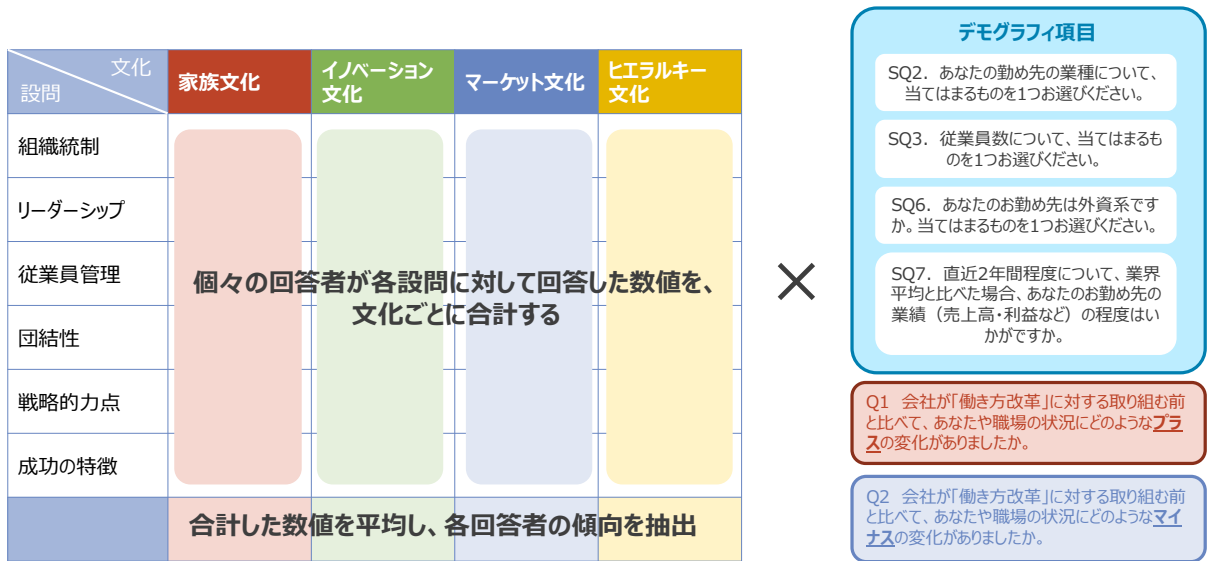 文化
設問
家族文化
イノベーション
文化
マーケット文化
ヒエラルキー
文化
組織統制
リーダーシップ
従業員管理
団結性
戦略的力点
成功の特徴
個々の回答者が各設問に対して回答した数値を、
文化ごとに合計する
合計した数値を平均し、各回答者の傾向を抽出
×
デモグラフィ項目
SQ2．あなたの勤め先の業種について、
当てはまるものを1つお選びください。
SQ3．従業員数について、当てはまるも
のを1つお選びください。
SQ6．あなたのお勤め先は外資系です
か。当てはまるものを1つお選びください。
SQ7．直近2年間程度について、業界
平均と比べた場合、あなたのお勤め先の
業績（売上高・利益など）の程度はい
かがですか。
Q1　会社が「働き方改革」に対する取り組む前
と比べて、あなたや職場の状況にどのようなプラ
スの変化がありましたか。
Q2　会社が「働き方改革」に対する取り組む前
と比べて、あなたや職場の状況にどのようなマイ
ナスの変化がありましたか。